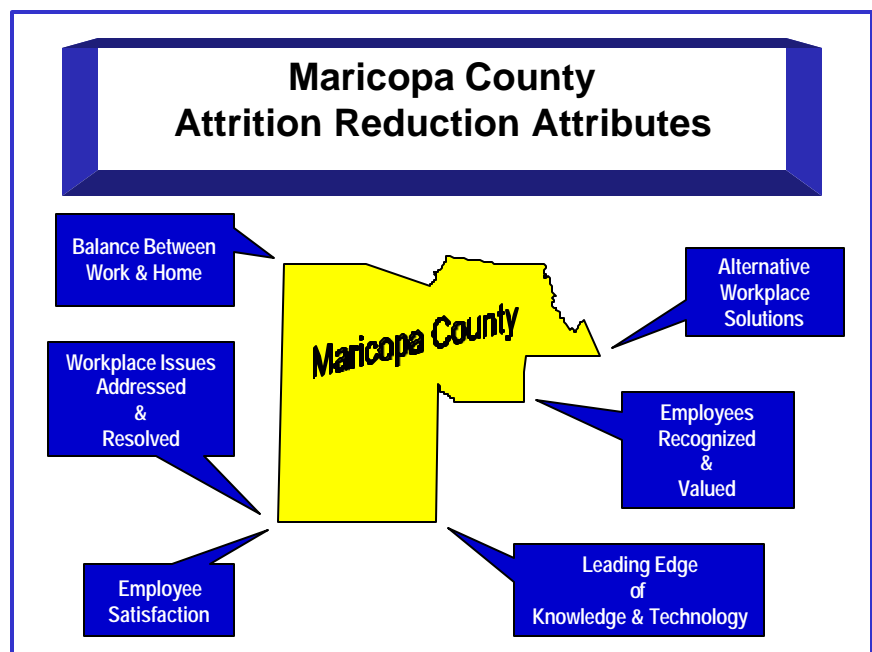 Maricopa County
Attrition Reduction Attributes
Balance Between
Work & Home
Alternative
Workplace
Solutions
Maricopa County
Workplace Issues
Addressed
&
Resolved
Employees
Recognized
&
Valued
Employee
Satisfaction
Leading Edge
of
Knowledge & Technology